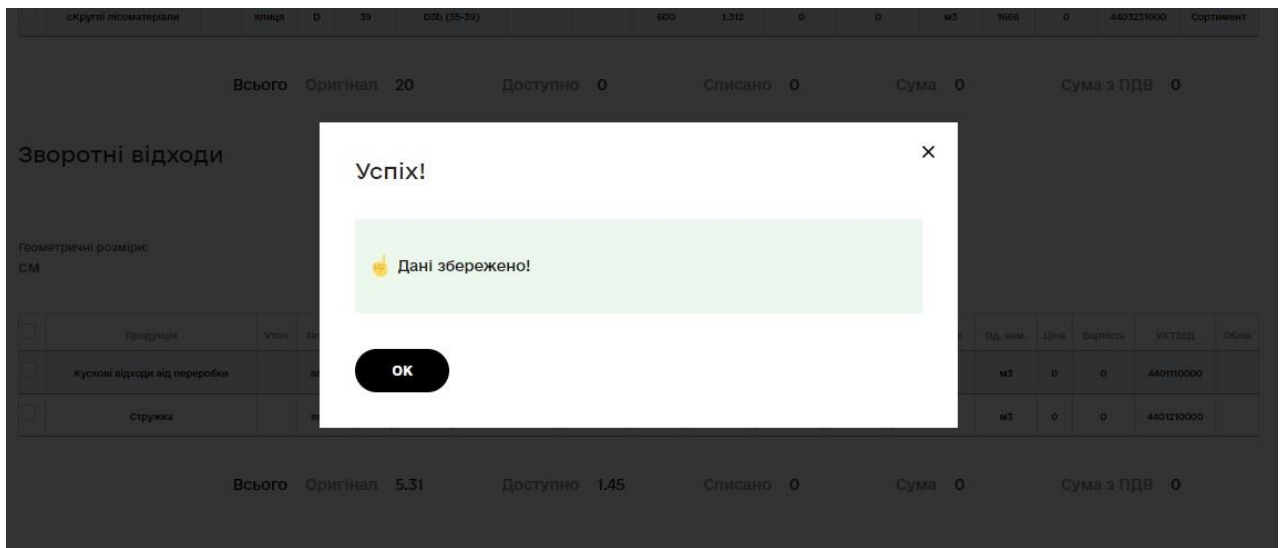 сКруглі лісоматеріали ялиця D 39 D3b (35-39) 600 1.312 0 0 м3 1666 0 4403231000 Сортимент
Всього Оригінал 20 Доступно 0 Списано 0 Сума 0 Сума з ПДВ 0
Зворотні відходи
Успіх!
Геометричні розміри:
СМ
☝ Дані збережено!
Продукція Уточ. Од. вим. Ціна Вартість УКТЗЕД Облік
Кускові відходи від переробки м3 0 0 4401110000
ОК
Стружка м3 0 0 4401210000
Всього Оригінал 5.31 Доступно 1.45 Списано 0 Сума 0 Сума з ПДВ 0